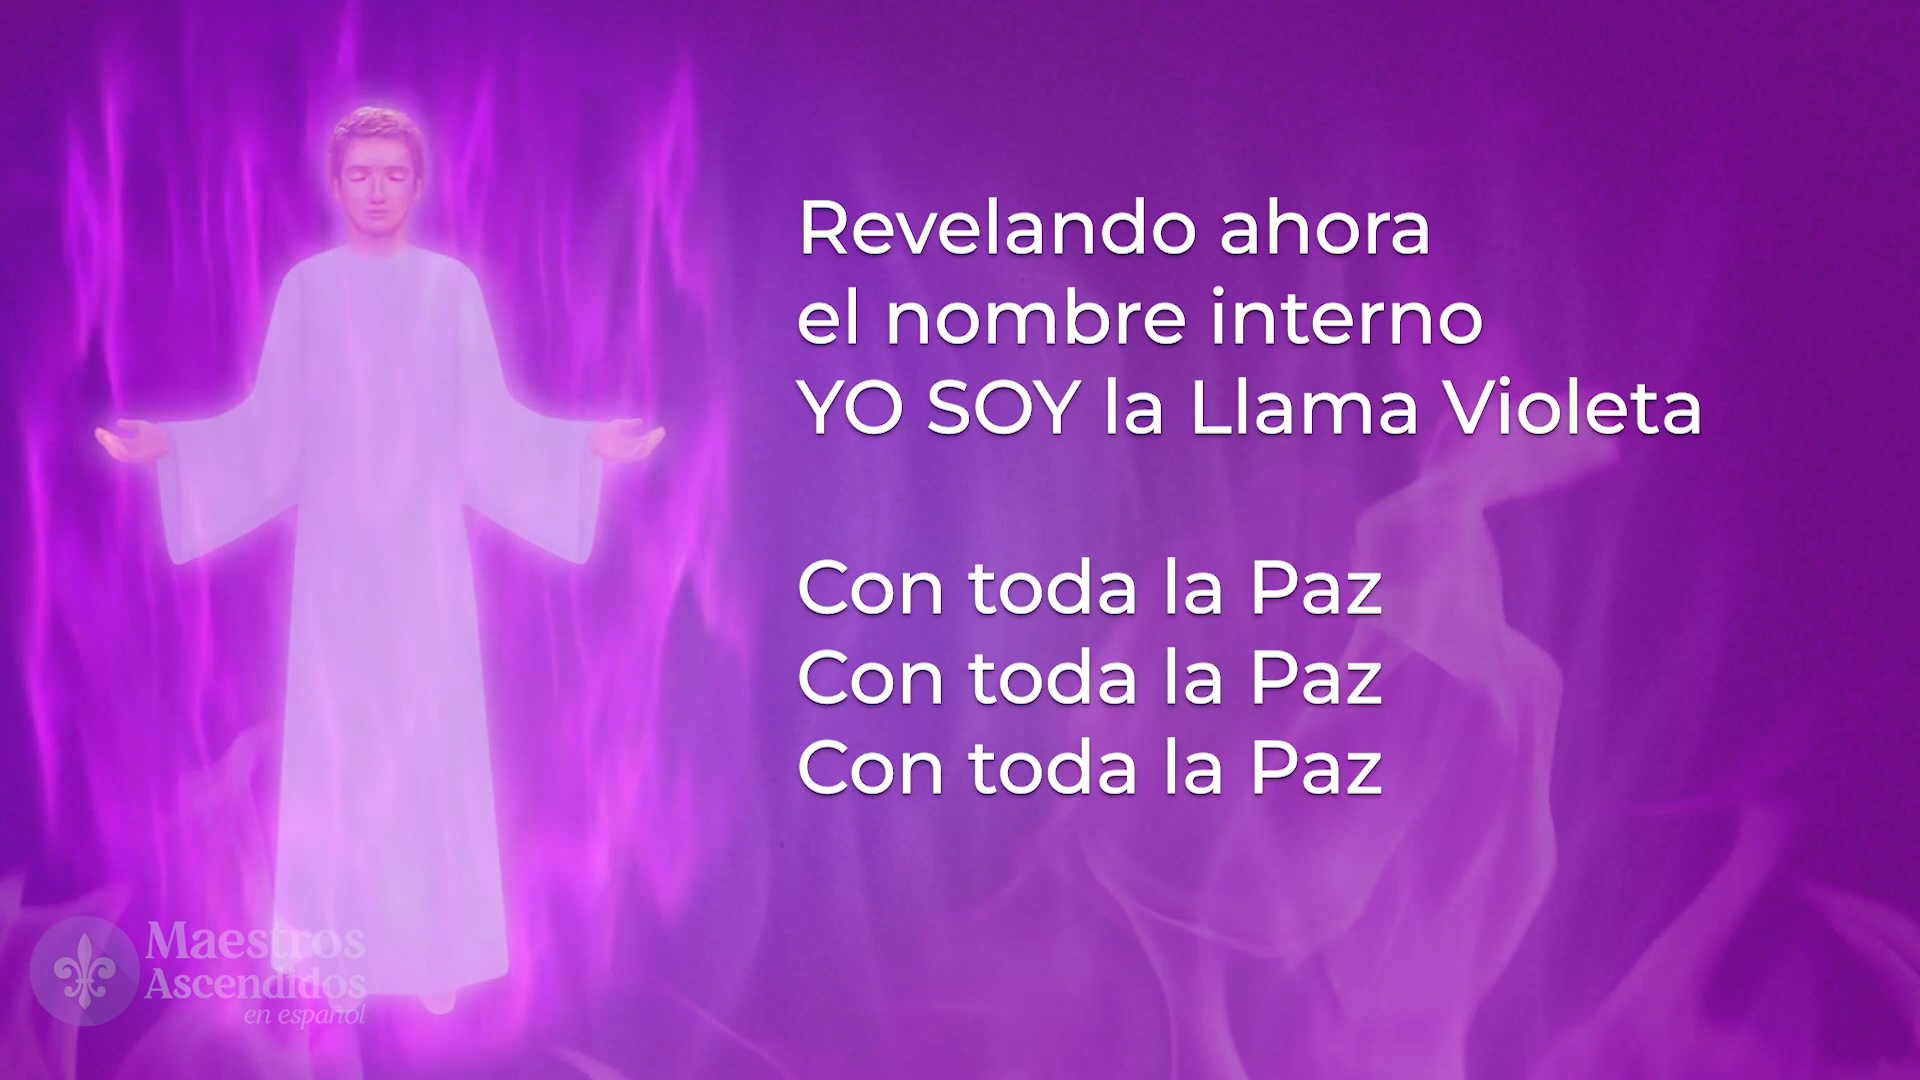 Revelando ahora
el nombre interno
YO SOY la Llama Violeta
Con toda la Paz
Con toda la Paz
Con toda la Paz
Maestros
Ascendidos
en español